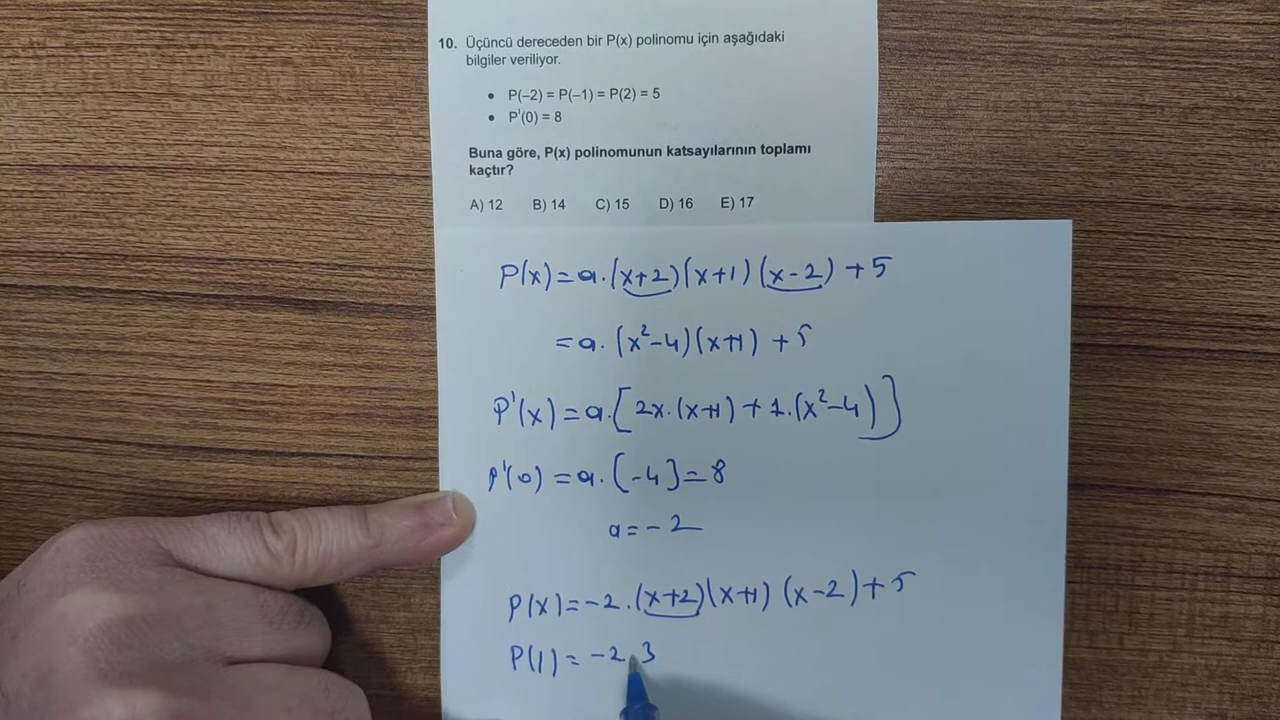 10. Üçüncü dereceden bir P(x) polinomu için aşağıdaki
bilgiler veriliyor.
• P(–2) = P(–1) = P(2) = 5
• P'(0) = 8
Buna göre, P(x) polinomunun katsayılarının toplamı
kaçtır?
A) 12 B) 14 C) 15 D) 16 E) 17
P(x) = a.(x+2)(x+1)(x-2) + 5
= a.(x²-4)(x+1) + 5
P'(x) = a.[2x.(x+1) + 1.(x²-4)]
P'(0) = a.[-4] = 8
a = -2
P(x) = -2.(x+2)(x+1)(x-2)+5
P(1) = -2.3